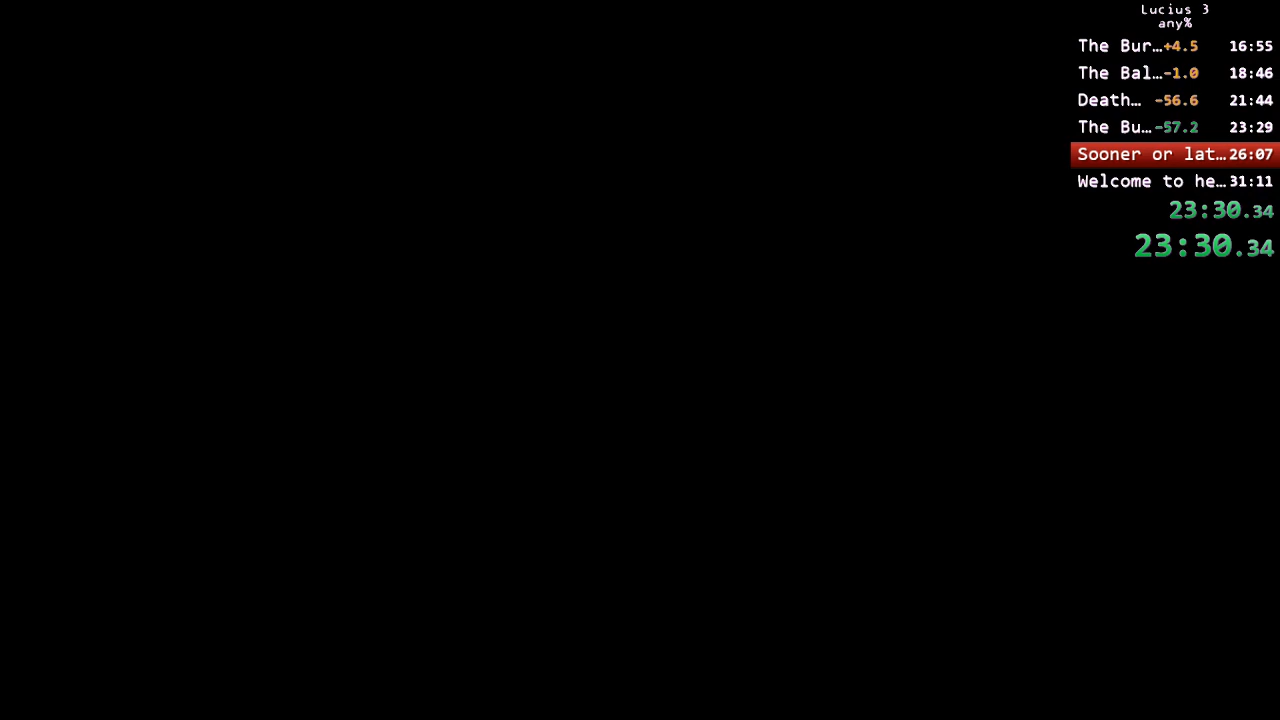 Lucius 3
any%
The Bur…+4.5 16:55
The Bal…-1.0 18:46
Death… -56.6 21:44
The Bu…-57.2 23:29
Sooner or lat…26:07
Welcome to he…31:11
23:30.34
23:30.34